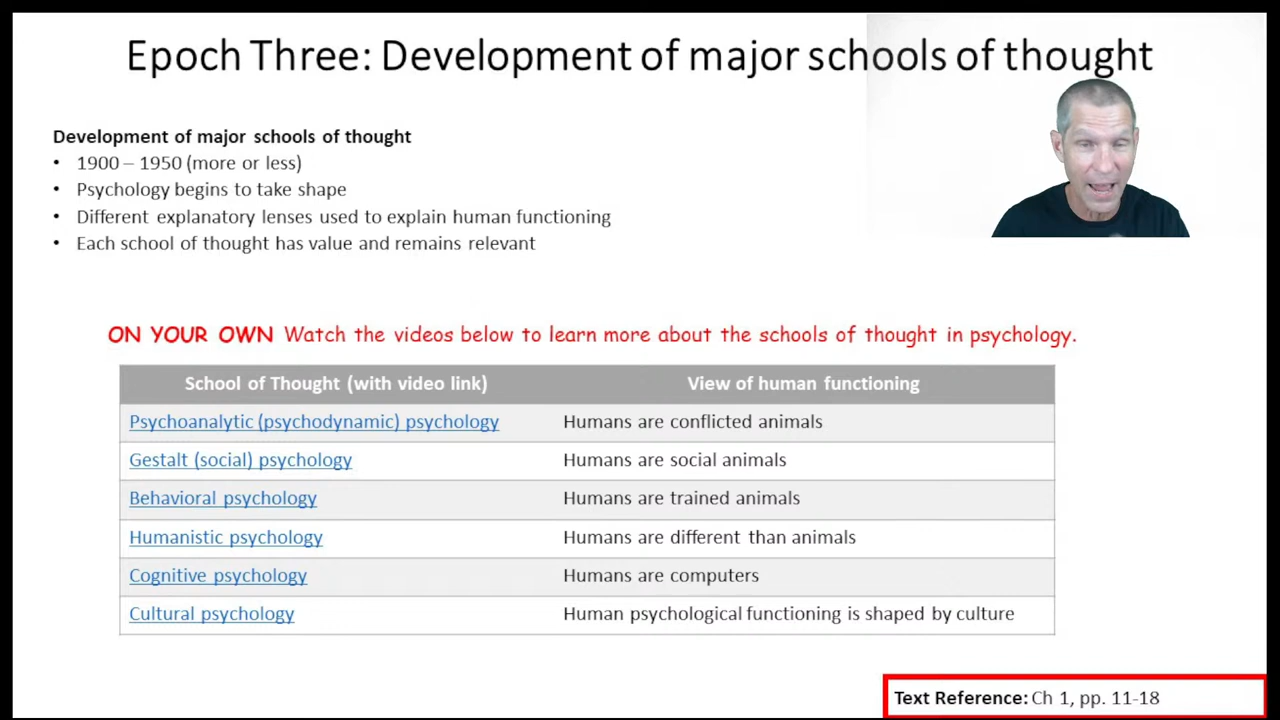 Epoch Three: Development of major schools of thought
Development of major schools of thought
• 1900 – 1950 (more or less)
• Psychology begins to take shape
• Different explanatory lenses used to explain human functioning
• Each school of thought has value and remains relevant
ON YOUR OWN Watch the videos below to learn more about the schools of thought in psychology.
School of Thought (with video link) View of human functioning
Psychoanalytic (psychodynamic) psychology Humans are conflicted animals
Gestalt (social) psychology Humans are social animals
Behavioral psychology Humans are trained animals
Humanistic psychology Humans are different than animals
Cognitive psychology Humans are computers
Cultural psychology Human psychological functioning is shaped by culture
Text Reference: Ch 1, pp. 11-18